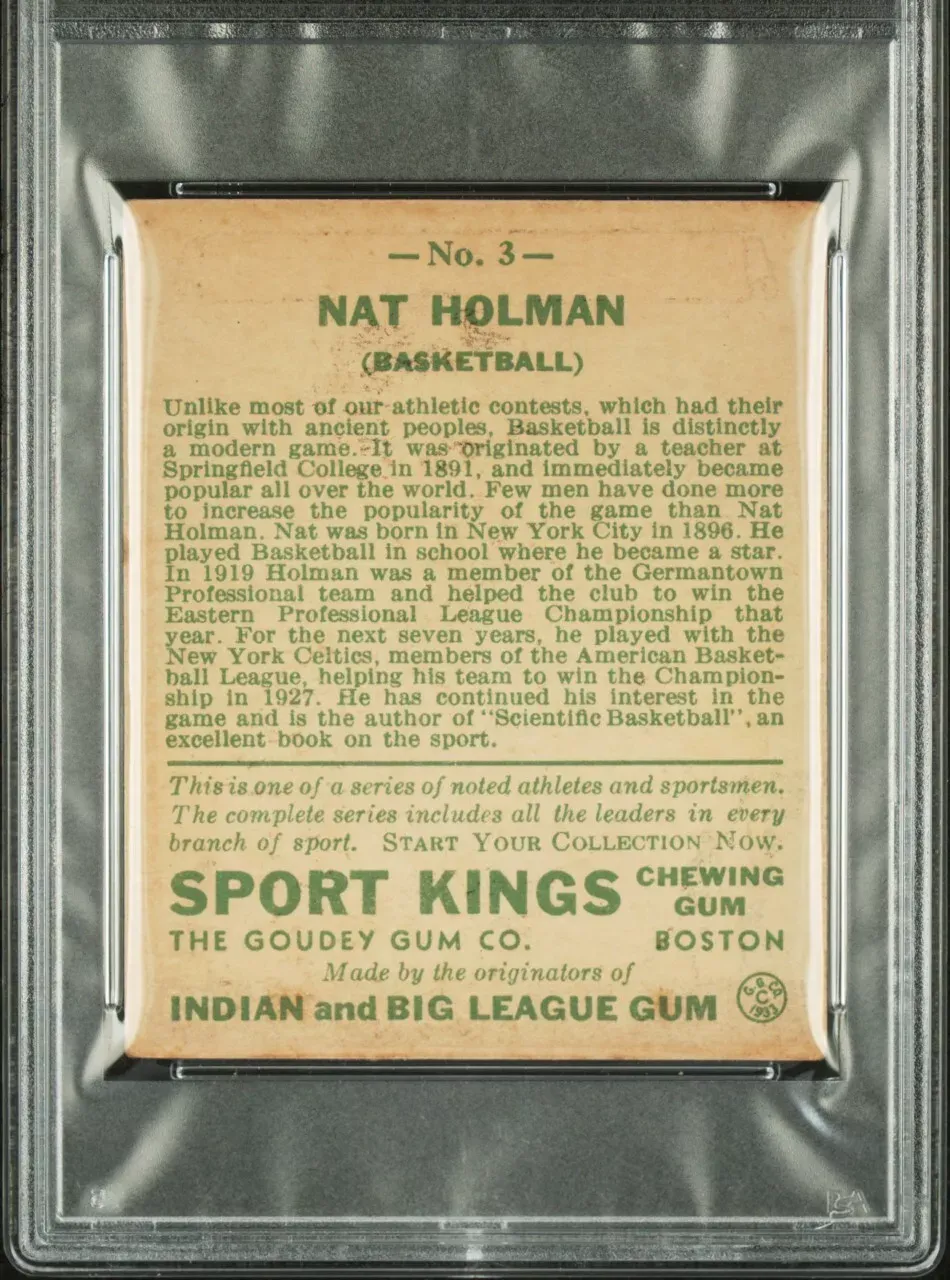 — No. 3 —
NAT HOLMAN
(BASKETBALL)
Unlike most of our athletic contests, which had their
origin with ancient peoples, Basketball is distinctly
a modern game. It was originated by a teacher at
Springfield College in 1891, and immediately became
popular all over the world. Few men have done more
to increase the popularity of the game than Nat
Holman. Nat was born in New York City in 1896. He
played Basketball in school where he became a star.
In 1919 Holman was a member of the Germantown
Professional team and helped the club to win the
Eastern Professional League Championship that
year. For the next seven years, he played with the
New York Celtics, members of the American Basket-
ball League, helping his team to win the Champion-
ship in 1927. He has continued his interest in the
game and is the author of "Scientific Basketball", an
excellent book on the sport.
This is one of a series of noted athletes and sportsmen.
The complete series includes all the leaders in every
branch of sport. START YOUR COLLECTION NOW.
SPORT KINGS CHEWING GUM
THE GOUDEY GUM CO. BOSTON
Made by the originators of
INDIAN and BIG LEAGUE GUM
G. G. CO.
C
1933
PSA